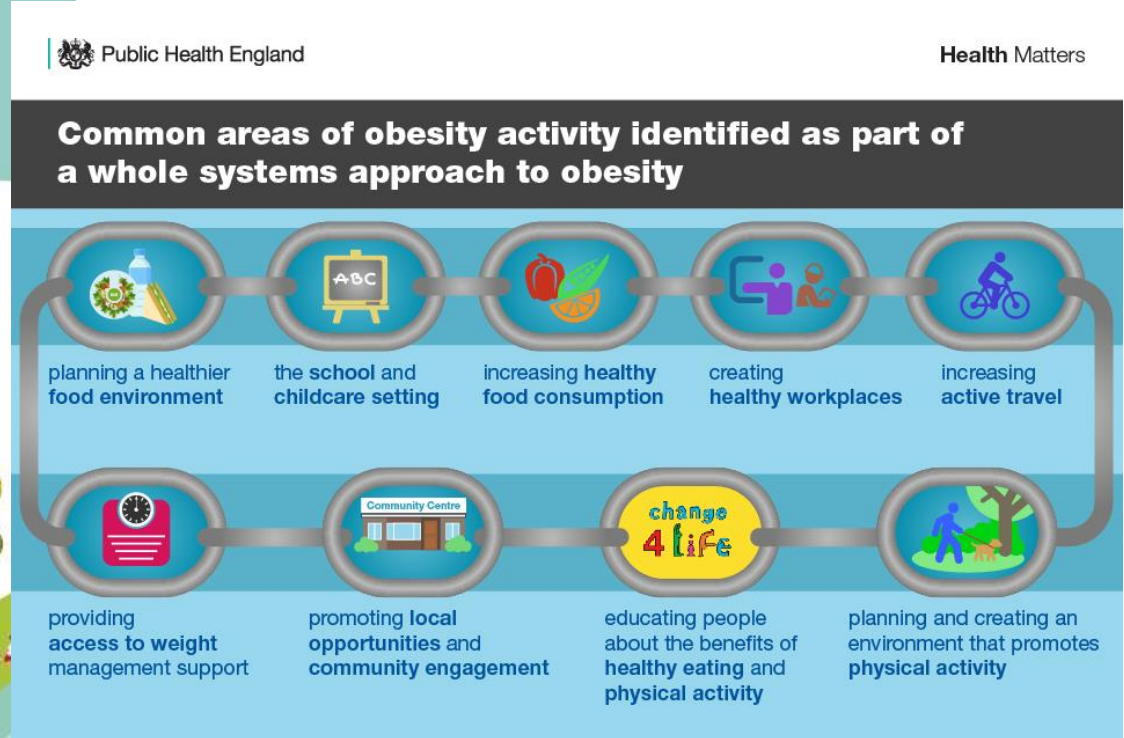 Public Health England
Health Matters
Common areas of obesity activity identified as part of
a whole systems approach to obesity
ABC
planning a healthier
food environment
the school and
childcare setting
increasing healthy
food consumption
creating
healthy workplaces
increasing
active travel
Community Centre
change
4 LiFe
providing
access to weight
management support
promoting local
opportunities and
community engagement
educating people
about the benefits of
healthy eating and
physical activity
planning and creating an
environment that promotes
physical activity